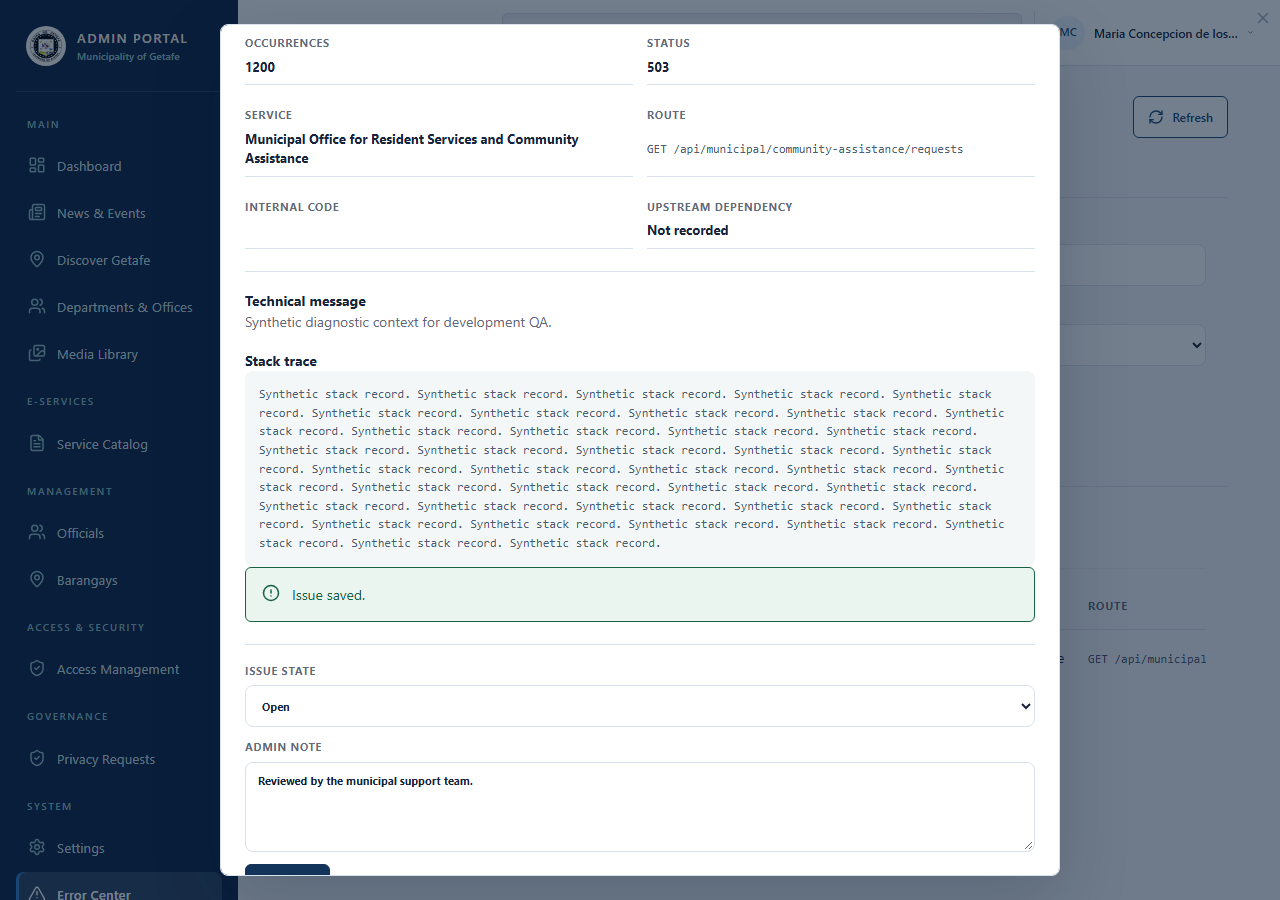 ADMIN PORTAL
Municipality of Getafe
MAIN
Dashboard
News & Events
Discover Getafe
Departments & Offices
Media Library
E-SERVICES
Service Catalog
MANAGEMENT
Officials
Barangays
ACCESS & SECURITY
Access Management
GOVERNANCE
Privacy Requests
SYSTEM
Settings
Error Center
MC
Maria Concepcion de los...
Refresh
OCCURRENCES
1200
STATUS
503
SERVICE
Municipal Office for Resident Services and Community
Assistance
ROUTE
GET /api/municipal/community-assistance/requests
INTERNAL CODE
UPSTREAM DEPENDENCY
Not recorded
Technical message
Synthetic diagnostic context for development QA.
Stack trace
Synthetic stack record. Synthetic stack record. Synthetic stack record. Synthetic stack record. Synthetic stack
record. Synthetic stack record. Synthetic stack record. Synthetic stack record. Synthetic stack record. Synthetic
stack record. Synthetic stack record. Synthetic stack record. Synthetic stack record. Synthetic stack record.
Synthetic stack record. Synthetic stack record. Synthetic stack record. Synthetic stack record. Synthetic stack
record. Synthetic stack record. Synthetic stack record. Synthetic stack record. Synthetic stack record. Synthetic
stack record. Synthetic stack record. Synthetic stack record. Synthetic stack record. Synthetic stack record.
Synthetic stack record. Synthetic stack record. Synthetic stack record. Synthetic stack record. Synthetic stack
record. Synthetic stack record. Synthetic stack record. Synthetic stack record. Synthetic stack record. Synthetic
stack record. Synthetic stack record. Synthetic stack record.
Issue saved.
ISSUE STATE
Open
ADMIN NOTE
Reviewed by the municipal support team.
ROUTE
e
GET /api/municipal